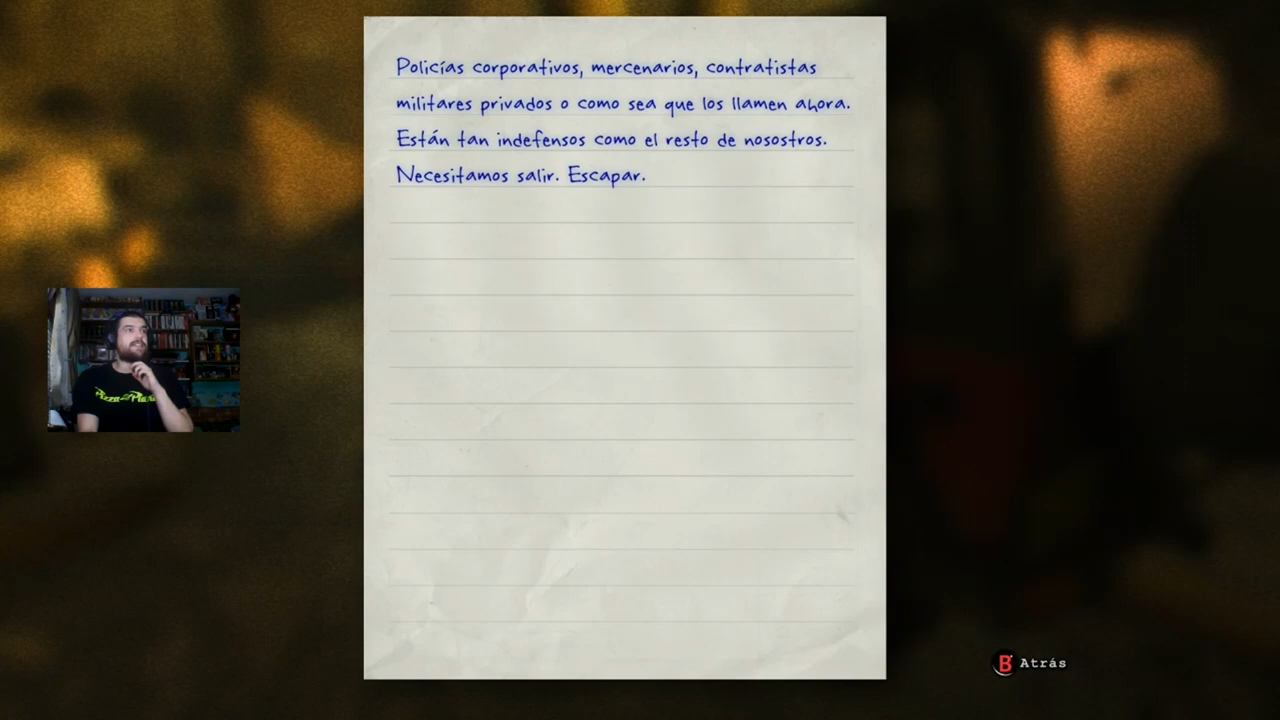 Policías corporativos, mercenarios, contratistas
militares privados o como sea que los llamen ahora.
Están tan indefensos como el resto de nosostros.
Necesitamos salir. Escapar.
B Atrás